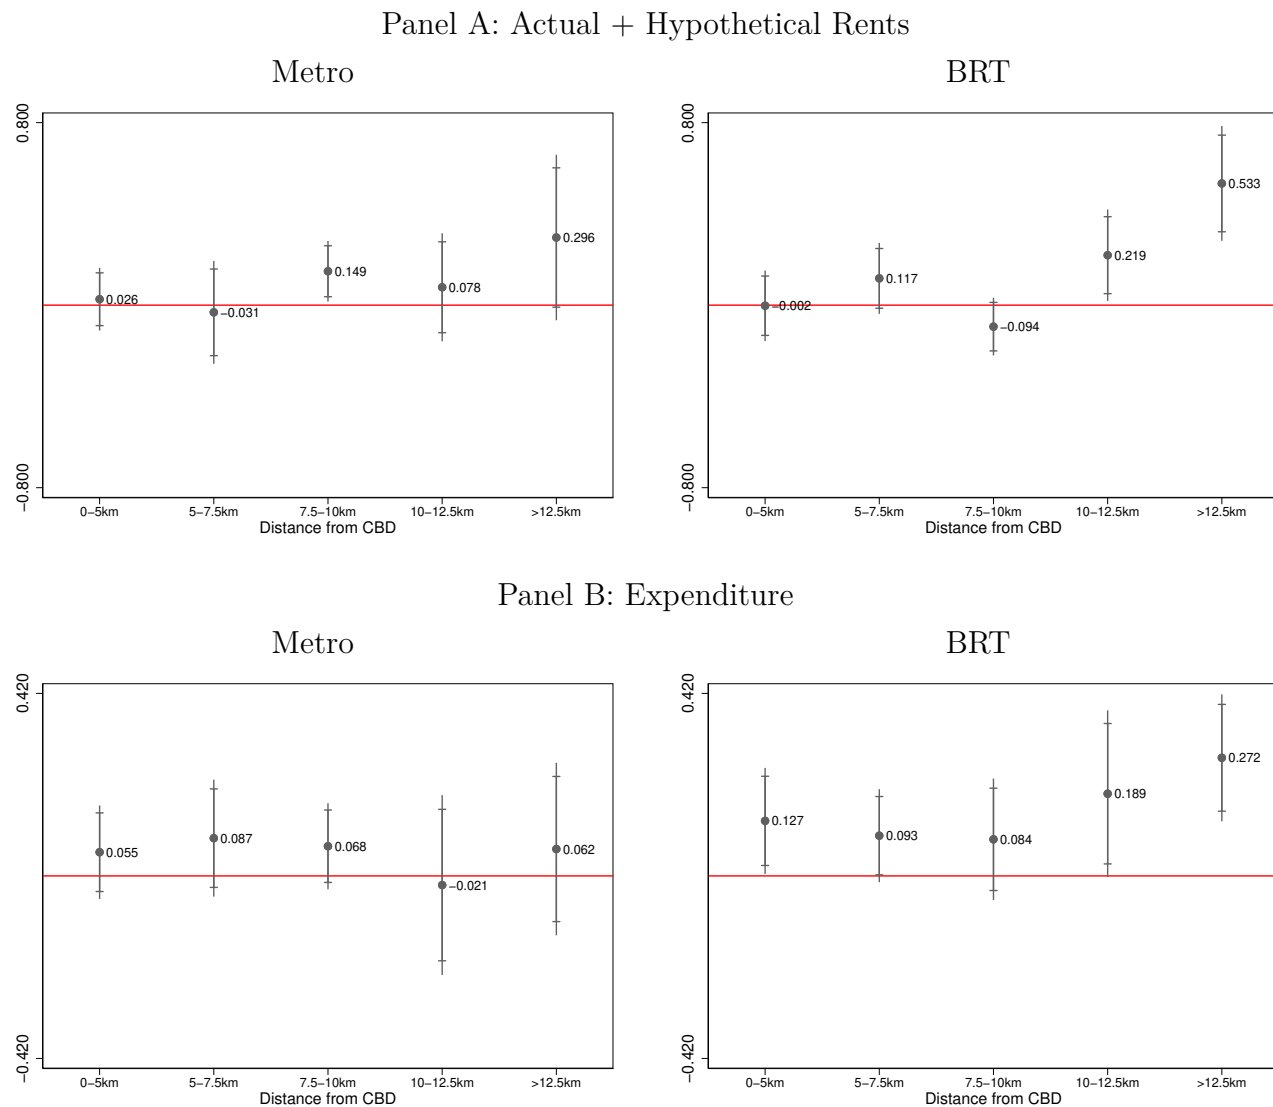 Panel A: Actual + Hypothetical Rents
Metro
BRT
0.800
−0.800
0.026
−0.031
0.149
0.078
0.296
0−5km
5−7.5km
7.5−10km
10−12.5km
>12.5km
Distance from CBD
0.800
−0.800
−0.002
0.117
−0.094
0.219
0.533
0−5km
5−7.5km
7.5−10km
10−12.5km
>12.5km
Distance from CBD
Panel B: Expenditure
Metro
BRT
0.420
−0.420
0.055
0.087
0.068
−0.021
0.062
0−5km
5−7.5km
7.5−10km
10−12.5km
>12.5km
Distance from CBD
0.420
−0.420
0.127
0.093
0.084
0.189
0.272
0−5km
5−7.5km
7.5−10km
10−12.5km
>12.5km
Distance from CBD